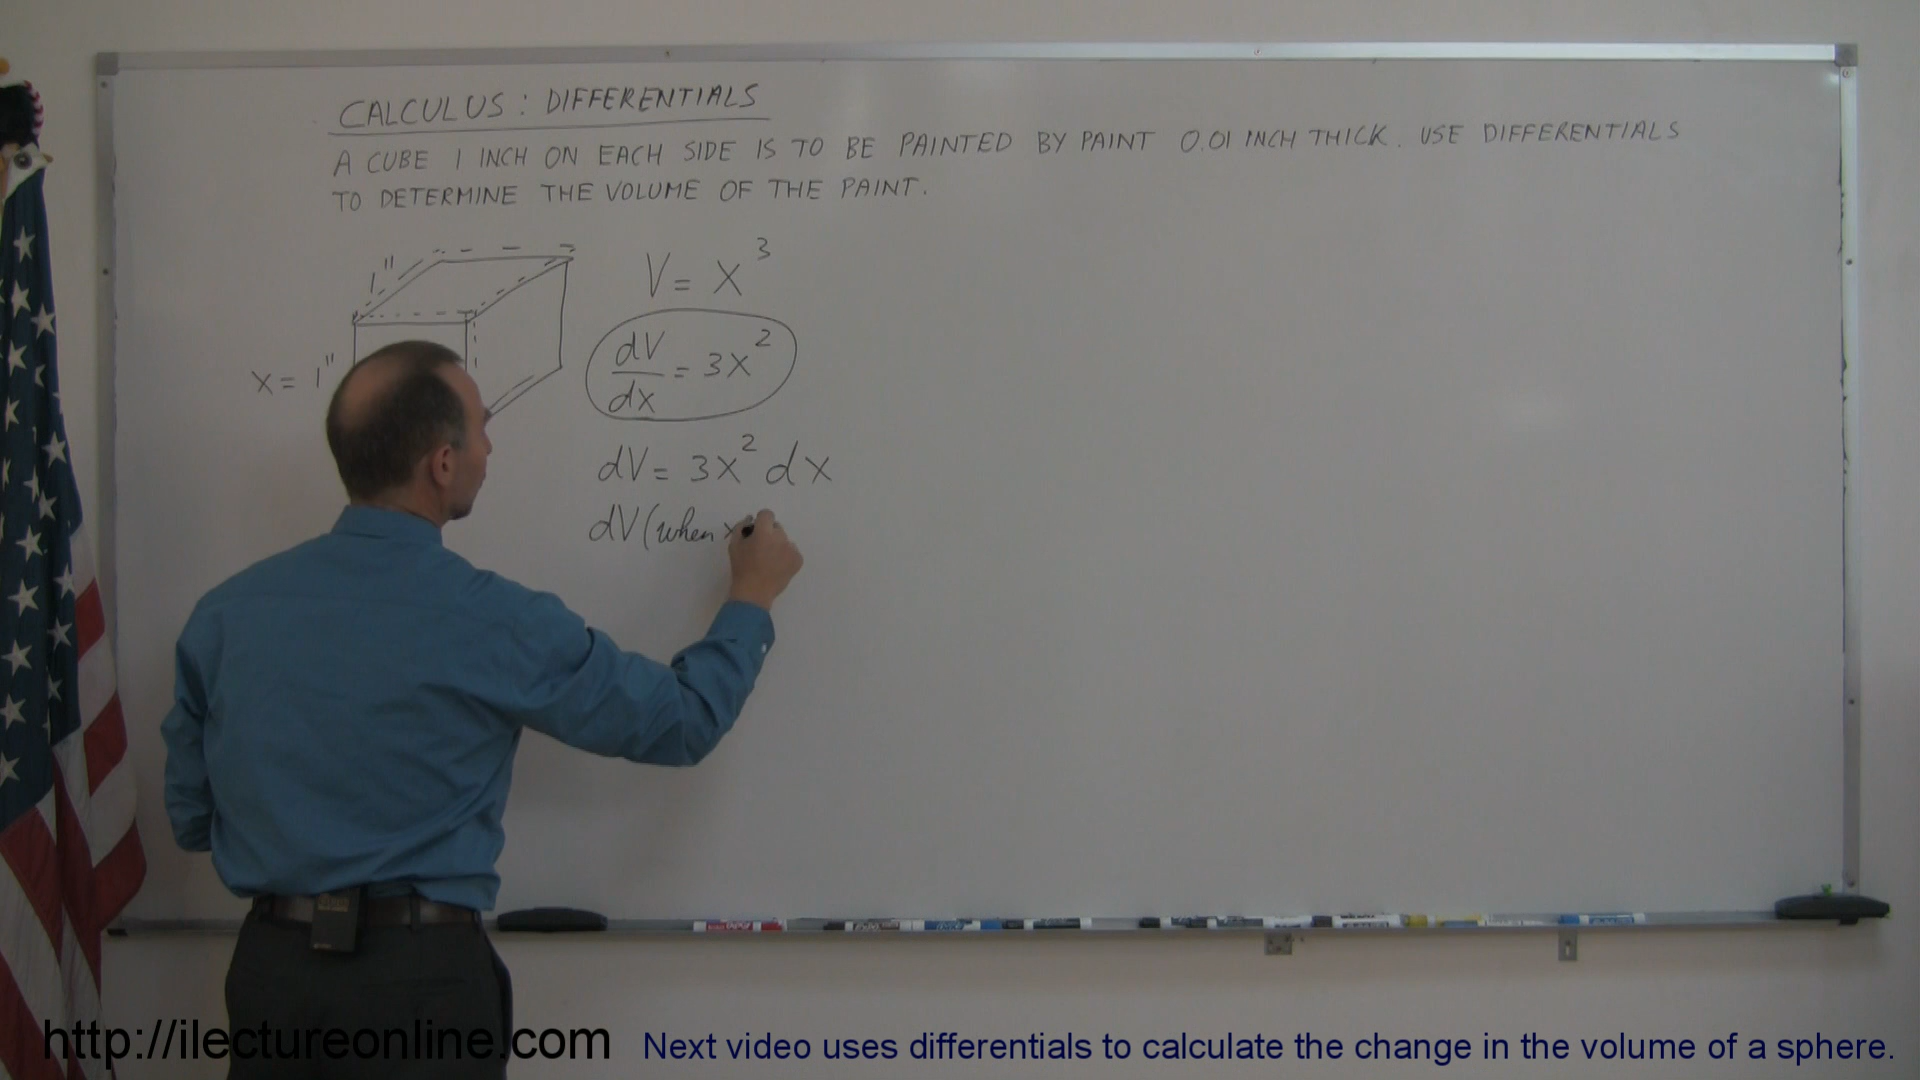 CALCULUS: DIFFERENTIALS
A CUBE 1 INCH ON EACH SIDE IS TO BE PAINTED BY PAINT 0.01 INCH THICK. USE DIFFERENTIALS
TO DETERMINE THE VOLUME OF THE PAINT.
1"
x = 1"
V = x³
dV/dx = 3x²
dV = 3x² dx
dV (when x
http://ilectureonline.com
Next video uses differentials to calculate the change in the volume of a sphere.